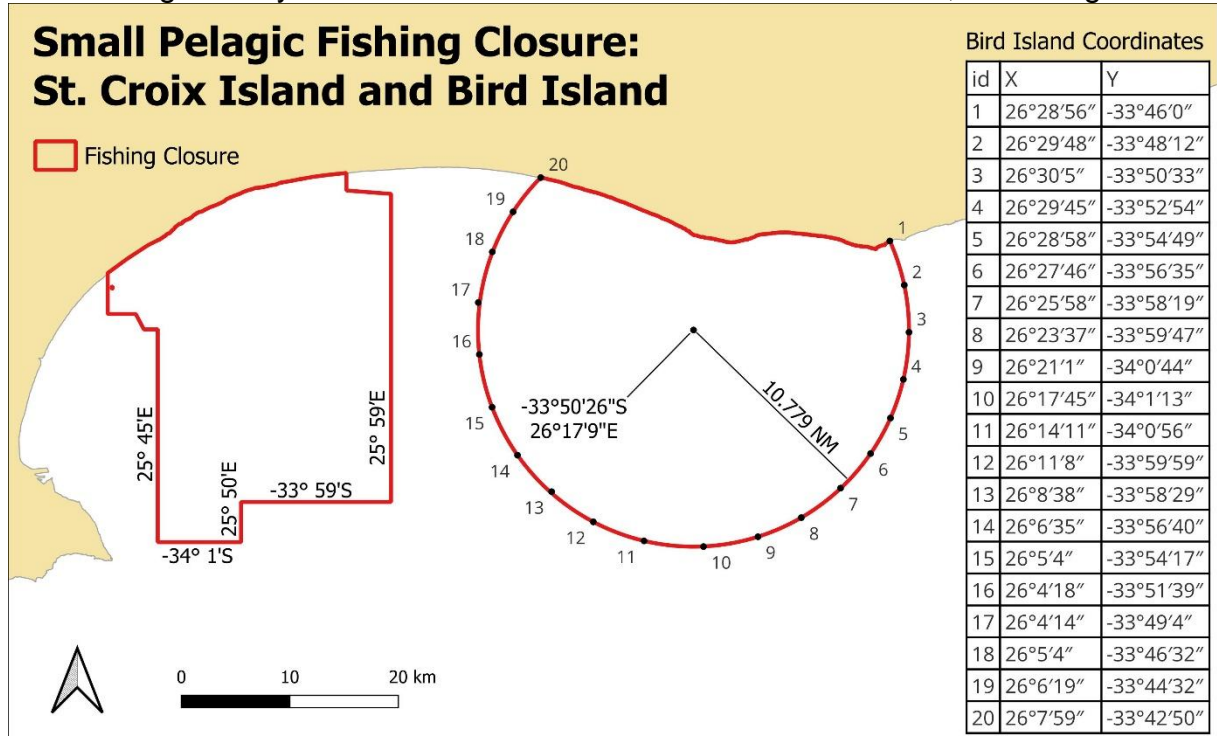 Small Pelagic Fishing Closure:
St. Croix Island and Bird Island
Fishing Closure
Bird Island Coordinates
id X Y
1 26°28′56″ -33°46′0″
2 26°29′48″ -33°48′12″
3 26°30′5″ -33°50′33″
4 26°29′45″ -33°52′54″
5 26°28′58″ -33°54′49″
6 26°27′46″ -33°56′35″
7 26°25′58″ -33°58′19″
8 26°23′37″ -33°59′47″
9 26°21′1″ -34°0′44″
10 26°17′45″ -34°1′13″
11 26°14′11″ -34°0′56″
12 26°11′8″ -33°59′59″
13 26°8′38″ -33°58′29″
14 26°6′35″ -33°56′40″
15 26°5′4″ -33°54′17″
16 26°4′18″ -33°51′39″
17 26°4′14″ -33°49′4″
18 26°5′4″ -33°46′32″
19 26°6′19″ -33°44′32″
20 26°7′59″ -33°42′50″
20
19
18
17
16
15
14
13
12
11
10
9
8
7
6
5
4
3
2
1
-33°50'26"S
26°17'9"E
10.779 NM
25° 45'E
25° 50'E
25° 59'E
-33° 59'S
-34° 1'S
0 10 20 km